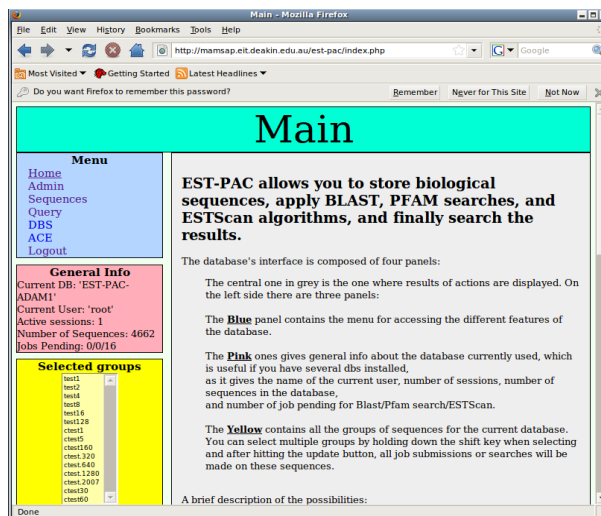 Main - Mozilla Firefox
File Edit View History Bookmarks Tools Help
http://mamsap.eit.deakin.edu.au/est-pac/index.php
G Google
Most Visited Getting Started Latest Headlines
Do you want Firefox to remember this password? Remember Never for This Site Not Now
Main
Menu
Home
Admin
Sequences
Query
DBS
ACE
Logout
General Info
Current DB: 'EST-PAC-
ADAM1'
Current User: 'root'
Active sessions: 1
Number of Sequences: 4662
Jobs Pending: 0/0/16
Selected groups
test1
test2
test4
test8
test16
test128
ctest1
ctest5
ctest160
ctest.320
ctest.640
ctest.1280
ctest.2007
ctest30
ctest60
EST-PAC allows you to store biological
sequences, apply BLAST, PFAM searches, and
ESTScan algorithms, and finally search the
results.
The database's interface is composed of four panels:
The central one in grey is the one where results of actions are displayed. On
the left side there are three panels:
The Blue panel contains the menu for accessing the different features of
the database.
The Pink ones gives general info about the database currently used, which
is useful if you have several dbs installed,
as it gives the name of the current user, number of sessions, number of
sequences in the database,
and number of job pending for Blast/Pfam search/ESTScan.
The Yellow contains all the groups of sequences for the current database.
You can select multiple groups by holding down the shift key when selecting
and after hitting the update button, all job submissions or searches will be
made on these sequences.
A brief description of the possibilities:
Done